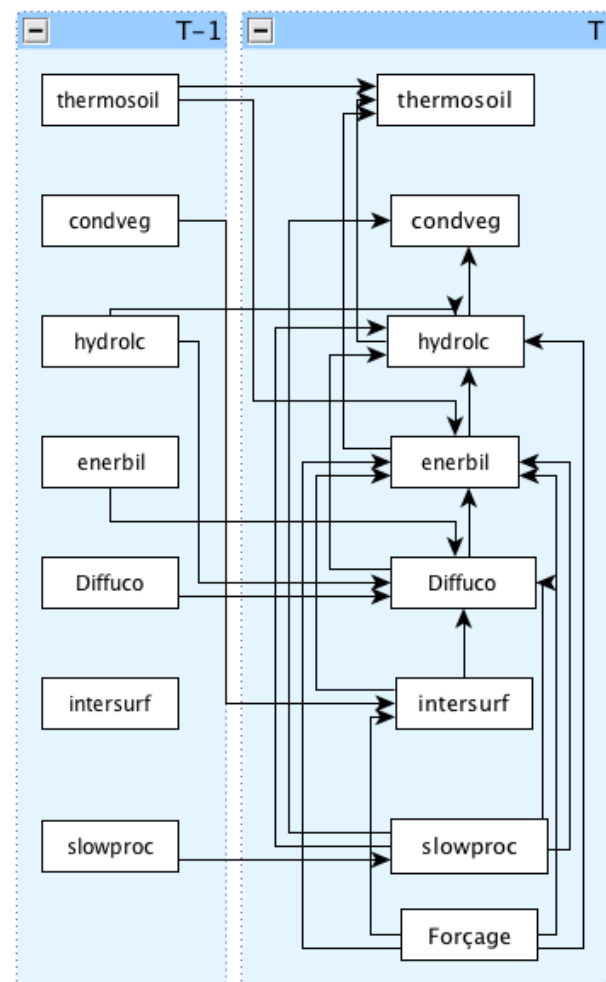 T-1
thermosoil
condveg
hydrolc
enerbil
Diffuco
intersurf
slowproc
T
thermosoil
condveg
hydrolc
enerbil
Diffuco
intersurf
slowproc
Forçage